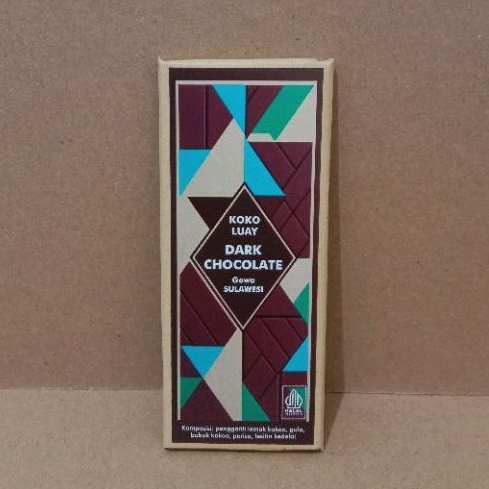 KOKO
LUAY
DARK
CHOCOLATE
Gowa
SULAWESI
HALAL
Komposisi: pengganti lemak kakao, gula,
bubuk kakao, perisa, lesitin kedelai